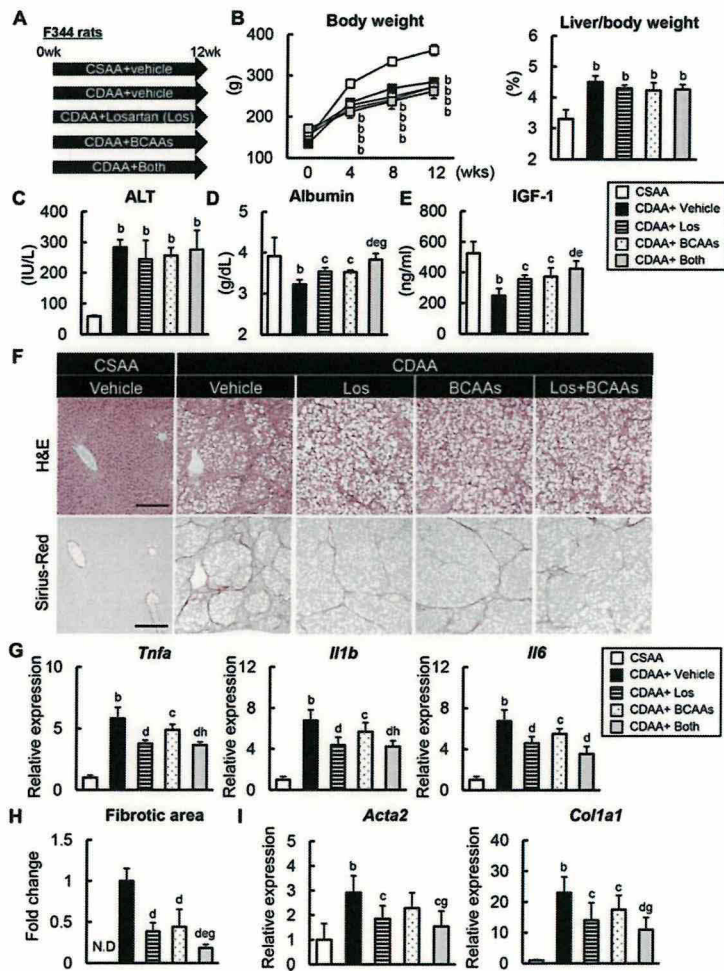 A
F344 rats
0wk 12wk
CSAA+vehicle
CDAA+vehicle
CDAA+Losartan (Los)
CDAA+BCAAs
CDAA+Both
B
Body weight
(g)
400
300
200
100
0 4 8 12 (wks)
b
b
b
b
b
b
b
b
b
b
b
b
Liver/body weight
(%)
6
5
4
3
2
b b b b
C
ALT
(IU/L)
400
300
200
100
0
b b b b
D
Albumin
(g/dL)
5
4
3
2
b c c deg
E
IGF-1
(ng/ml)
800
600
400
200
0
b c c de
CSAA
CDAA+ Vehicle
CDAA+ Los
CDAA+ BCAAs
CDAA+ Both
F
CSAA CDAA
Vehicle Vehicle Los BCAAs Los+BCAAs
H&E
Sirius-Red
G
Tnfa
Relative expression
10
5
0
b d c dh
Il1b
Relative expression
12
8
4
0
b d c dh
Il6
Relative expression
12
8
4
0
b d c d
CSAA
CDAA+ Vehicle
CDAA+ Los
CDAA+ BCAAs
CDAA+ Both
H
Fibrotic area
Fold change
1.5
1
0.5
0
N.D
d d deg
I
Acta2
Relative expression
4
3
2
1
0
b c cg
Col1a1
Relative expression
40
30
20
10
0
b c c dg